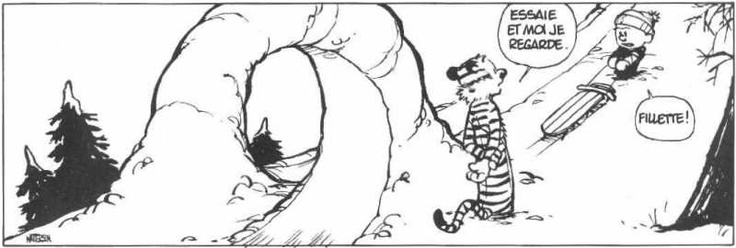 ESSAIE
ET MOI JE
REGARDE.
FILLETTE!
WATTERSON